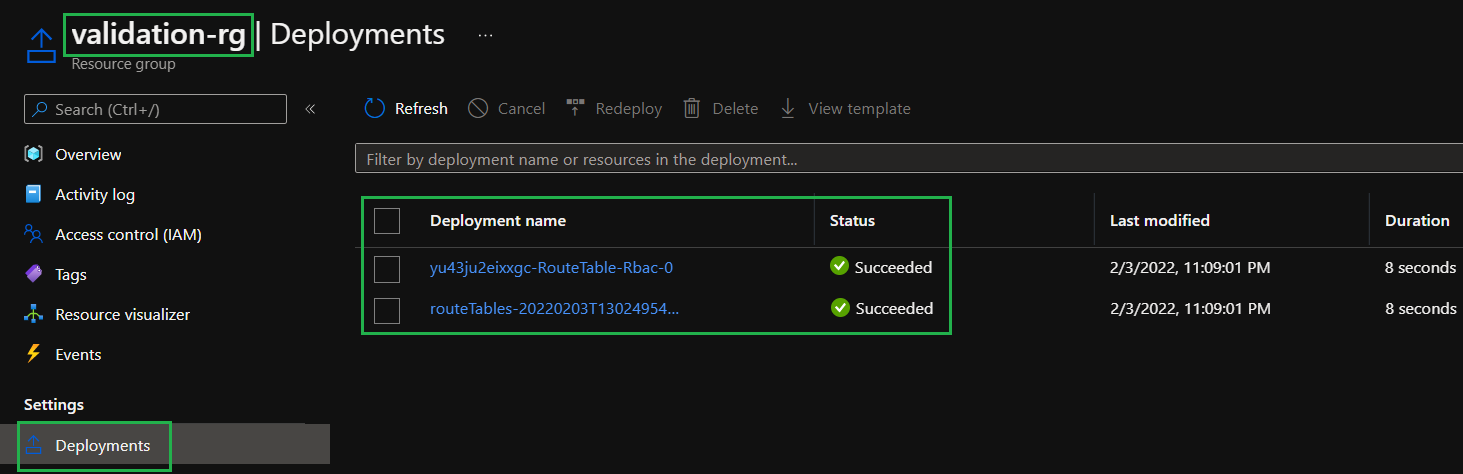 validation-rg | Deployments ...
Resource group
Search (Ctrl+/) «
Refresh Cancel Redeploy Delete View template
Filter by deployment name or resources in the deployment...
Overview
Activity log
Access control (IAM)
Tags
Resource visualizer
Events
Settings
Deployments
Deployment name Status Last modified Duration
yu43ju2eixxgc-RouteTable-Rbac-0 Succeeded 2/3/2022, 11:09:01 PM 8 seconds
routeTables-20220203T13024954... Succeeded 2/3/2022, 11:09:01 PM 8 seconds